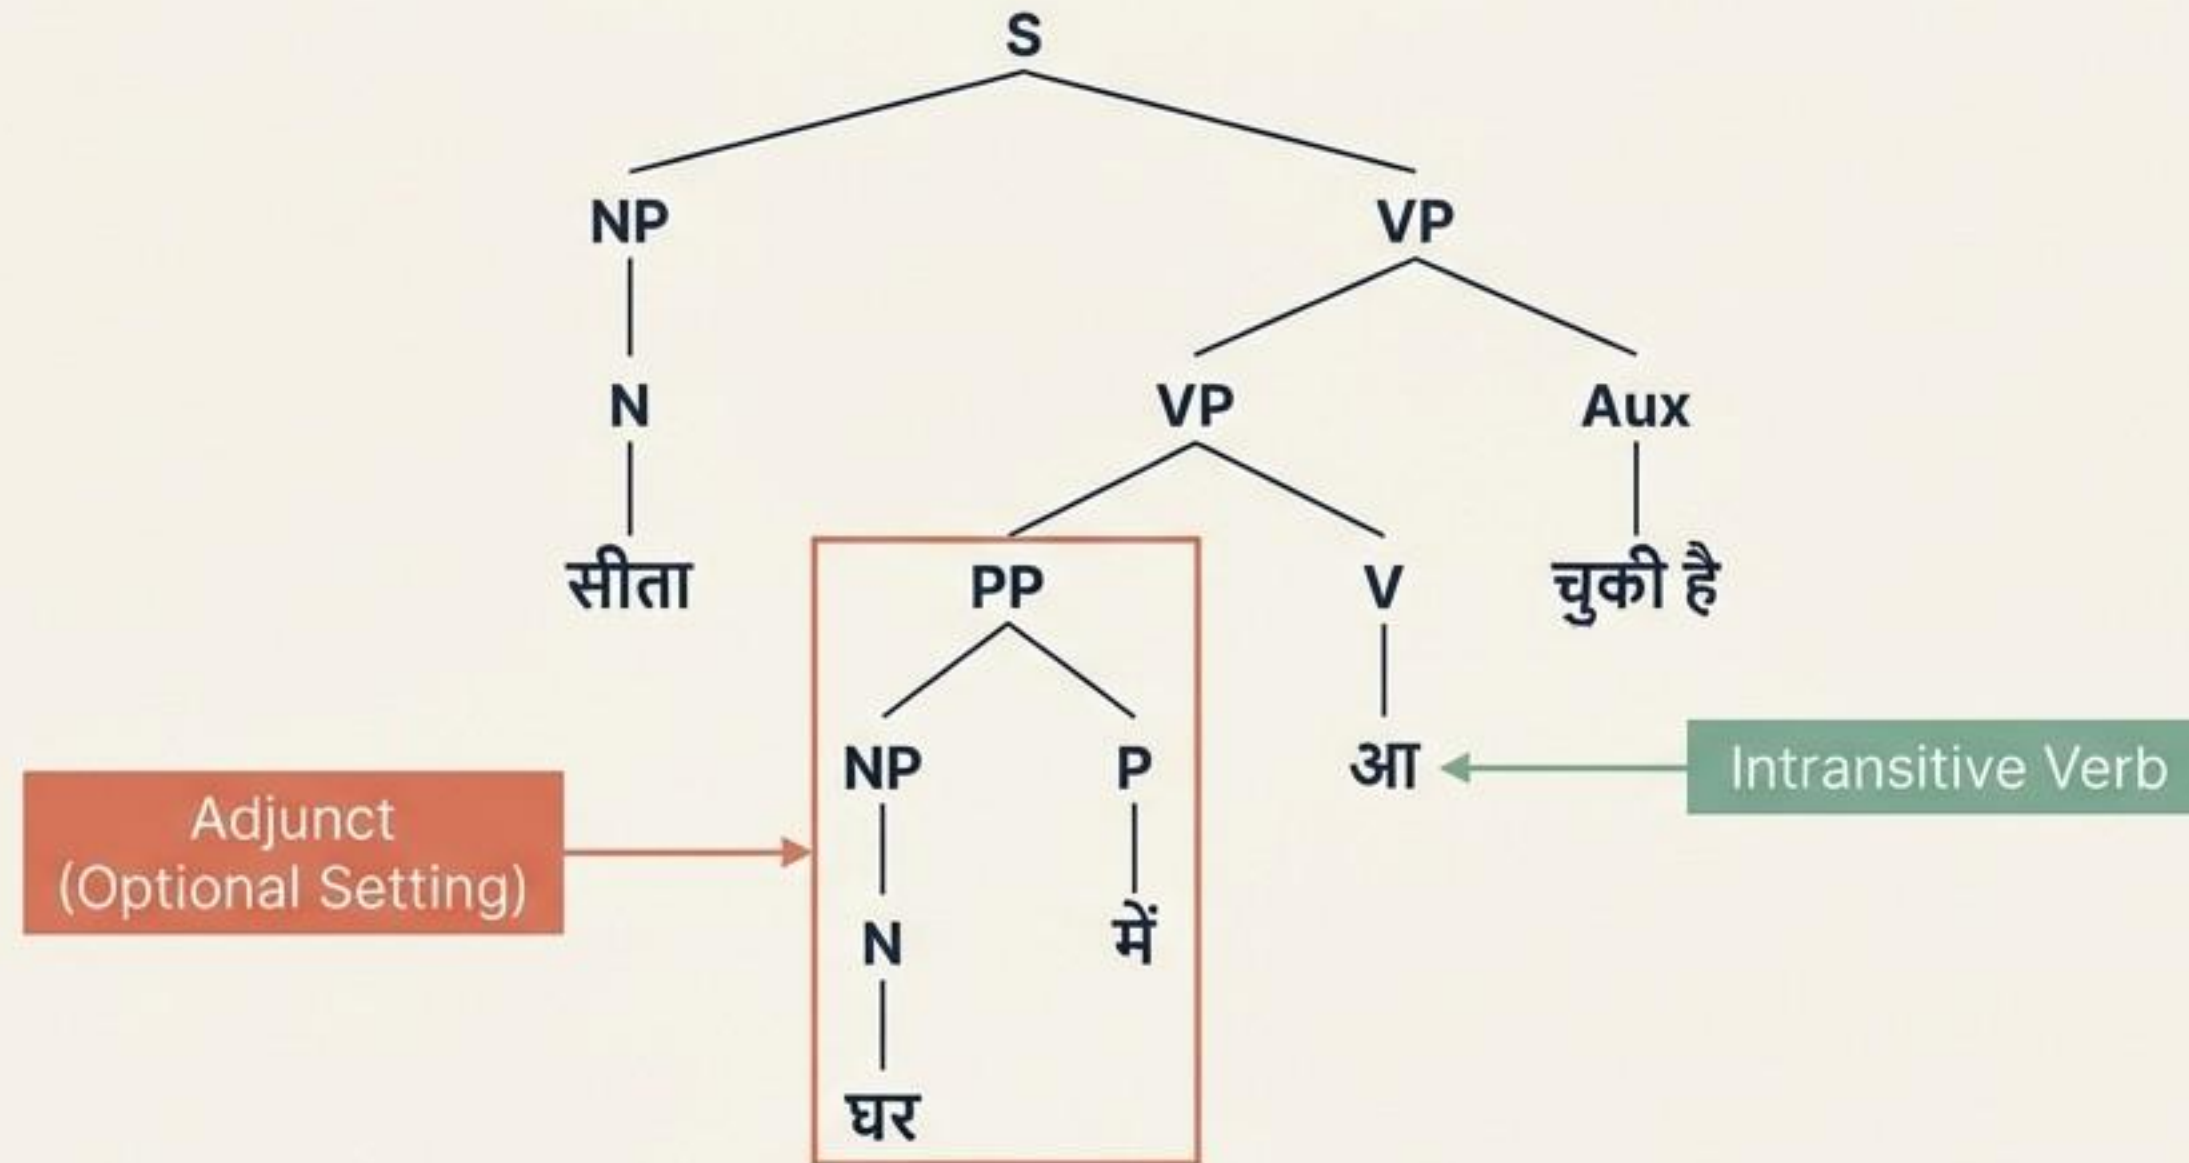 S
NP VP
N VP Aux
सीता PP V चुकी है
NP P आ Intransitive Verb
Adjunct
(Optional Setting)
N में
घर